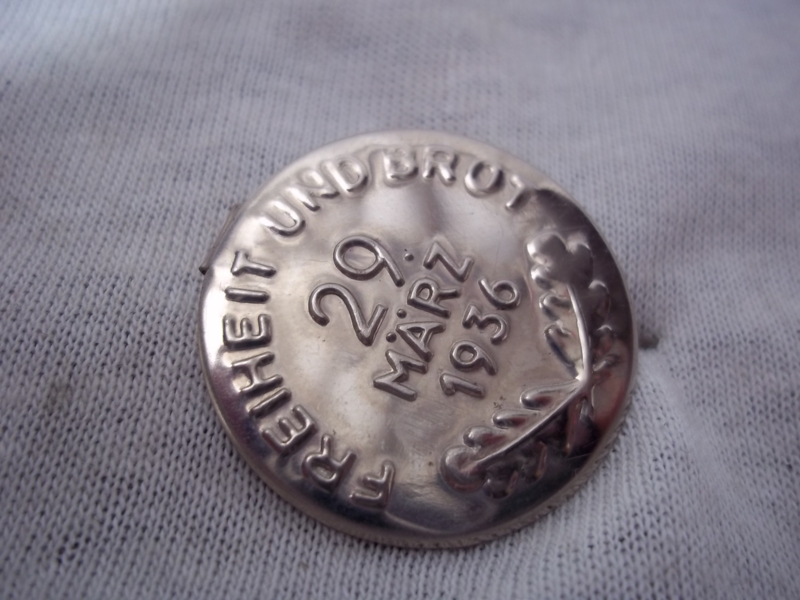 FREIHEIT UND BROT
29.
MÄRZ
1936